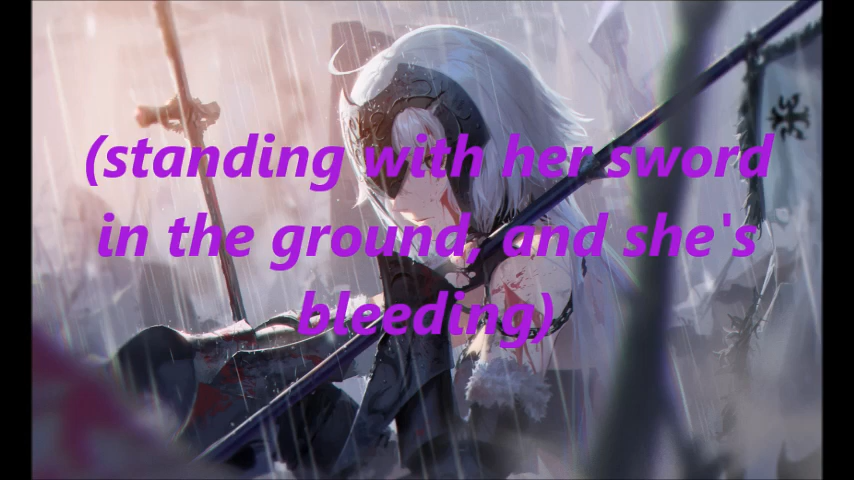 (standing with her sword
in the ground, and she's
bleeding)